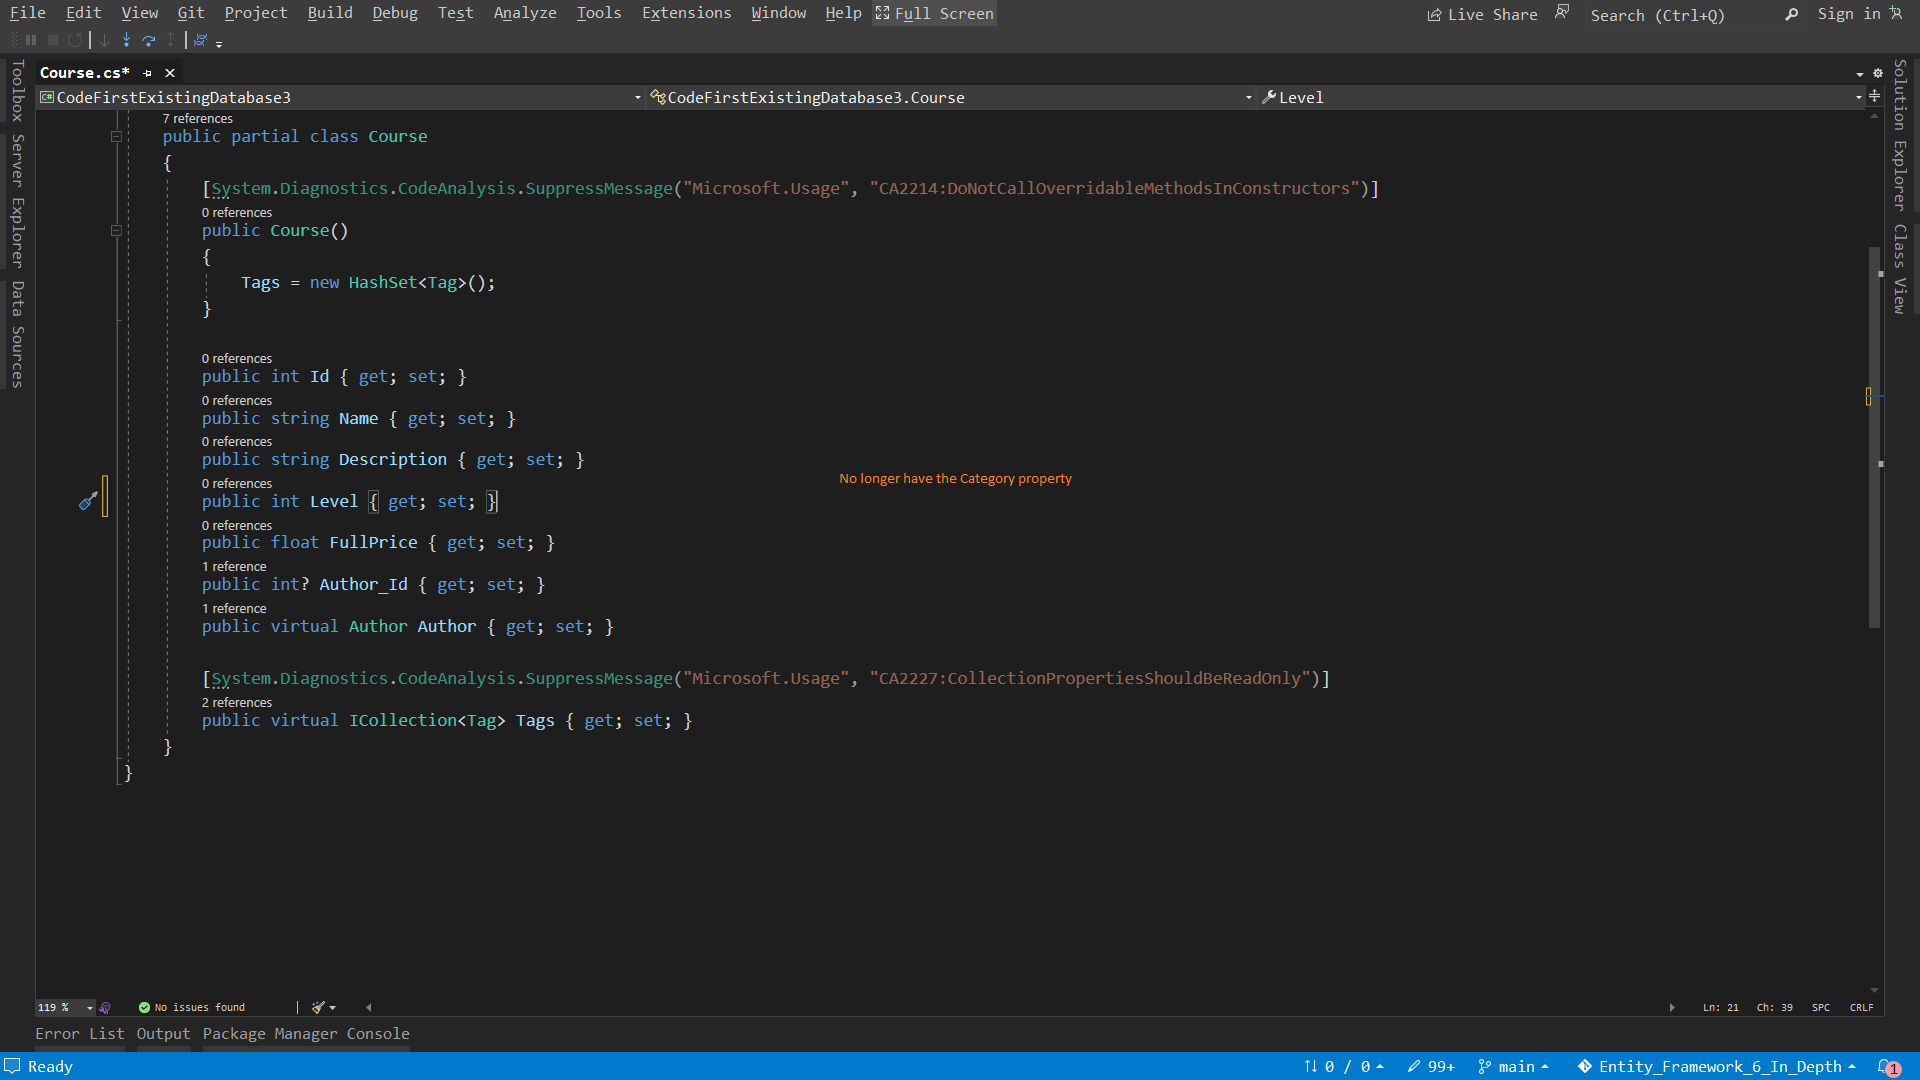 File Edit View Git Project Build Debug Test Analyze Tools Extensions Window Help Full Screen Live Share Search (Ctrl+Q) Sign in
Course.cs*
CodeFirstExistingDatabase3 CodeFirstExistingDatabase3.Course Level
Toolbox
Server Explorer
Data Sources
7 references
public partial class Course
{
[System.Diagnostics.CodeAnalysis.SuppressMessage("Microsoft.Usage", "CA2214:DoNotCallOverridableMethodsInConstructors")]
0 references
public Course()
{
Tags = new HashSet<Tag>();
}
0 references
public int Id { get; set; }
0 references
public string Name { get; set; }
0 references
public string Description { get; set; }
No longer have the Category property
0 references
public int Level { get; set; }
0 references
public float FullPrice { get; set; }
1 reference
public int? Author_Id { get; set; }
1 reference
public virtual Author Author { get; set; }
[System.Diagnostics.CodeAnalysis.SuppressMessage("Microsoft.Usage", "CA2227:CollectionPropertiesShouldBeReadOnly")]
2 references
public virtual ICollection<Tag> Tags { get; set; }
}
}
Solution Explorer
Class View
119 % No issues found Ln: 21 Ch: 39 SPC CRLF
Error List Output Package Manager Console
Ready 0 / 0 99+ main Entity_Framework_6_In_Depth 1